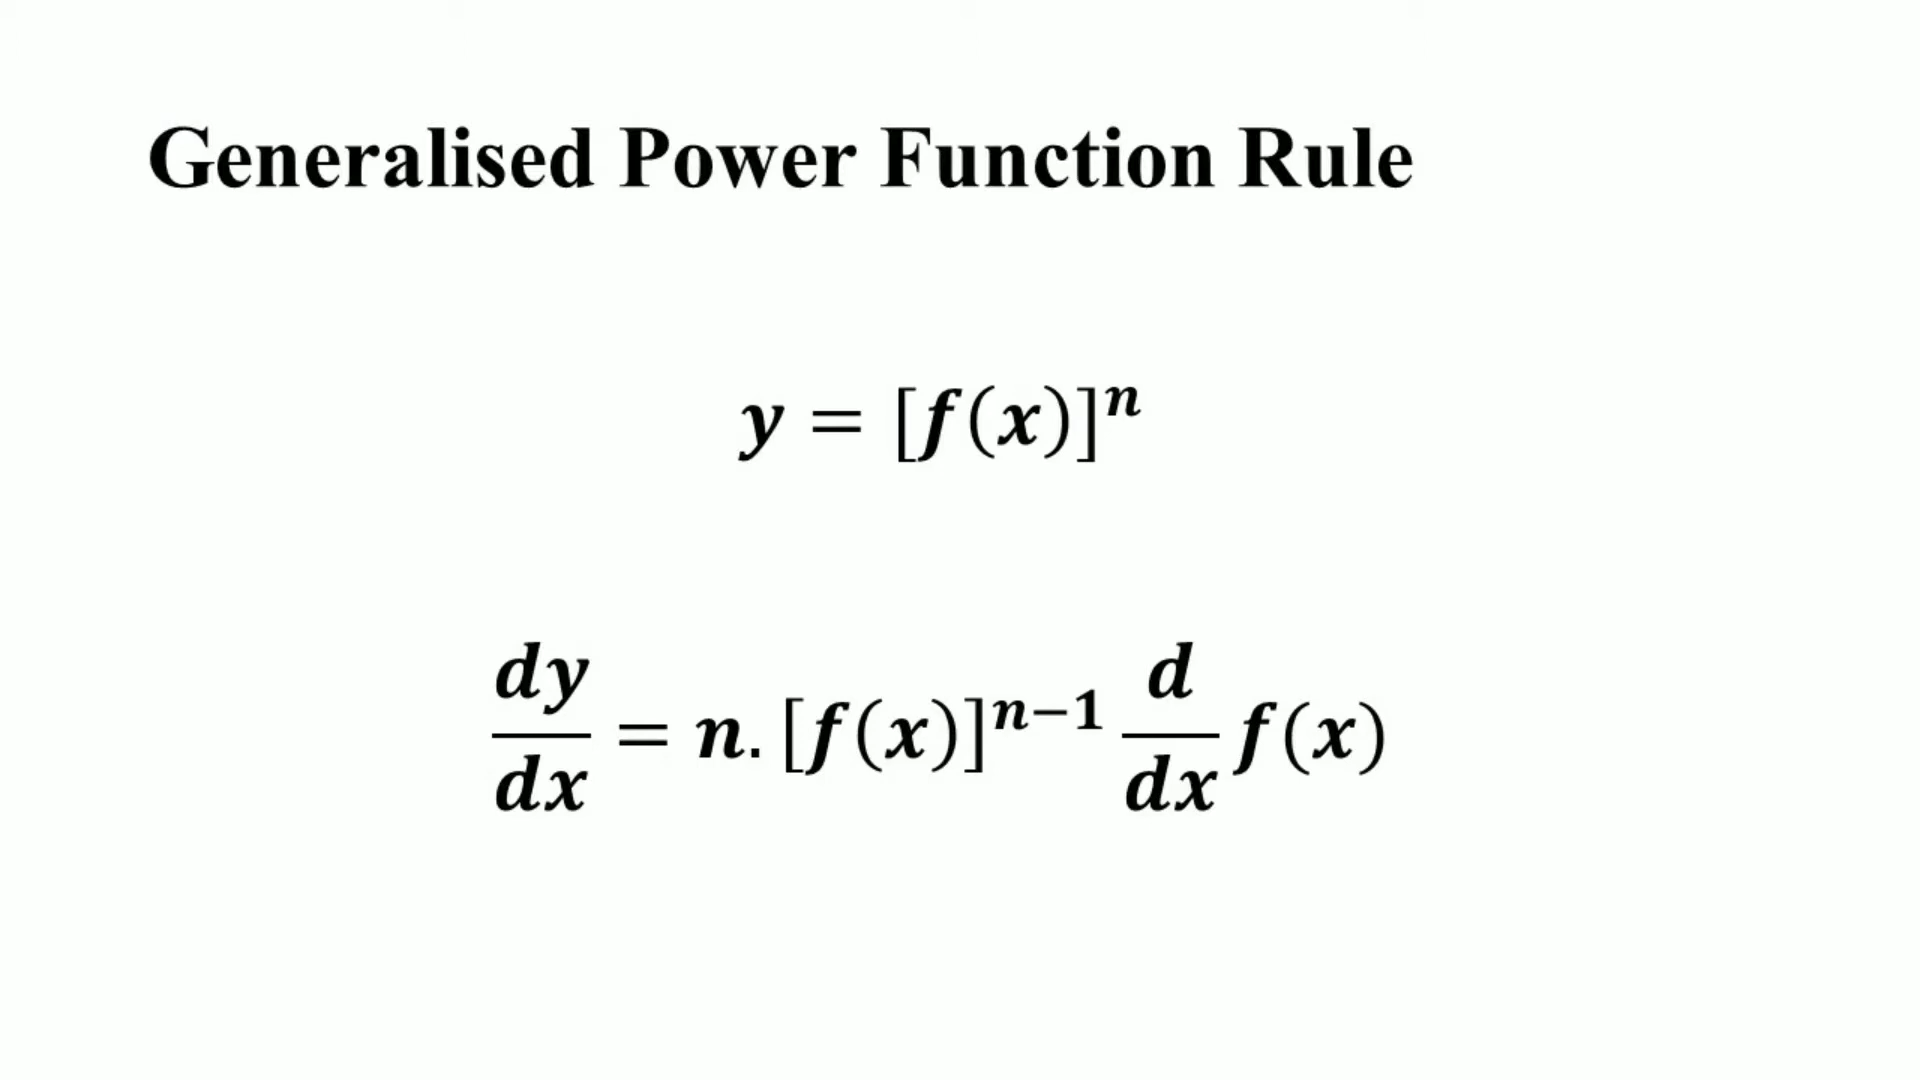 Generalised Power Function Rule
y = [f(x)]ⁿ
dy/dx = n. [f(x)]ⁿ⁻¹ d/dx f(x)